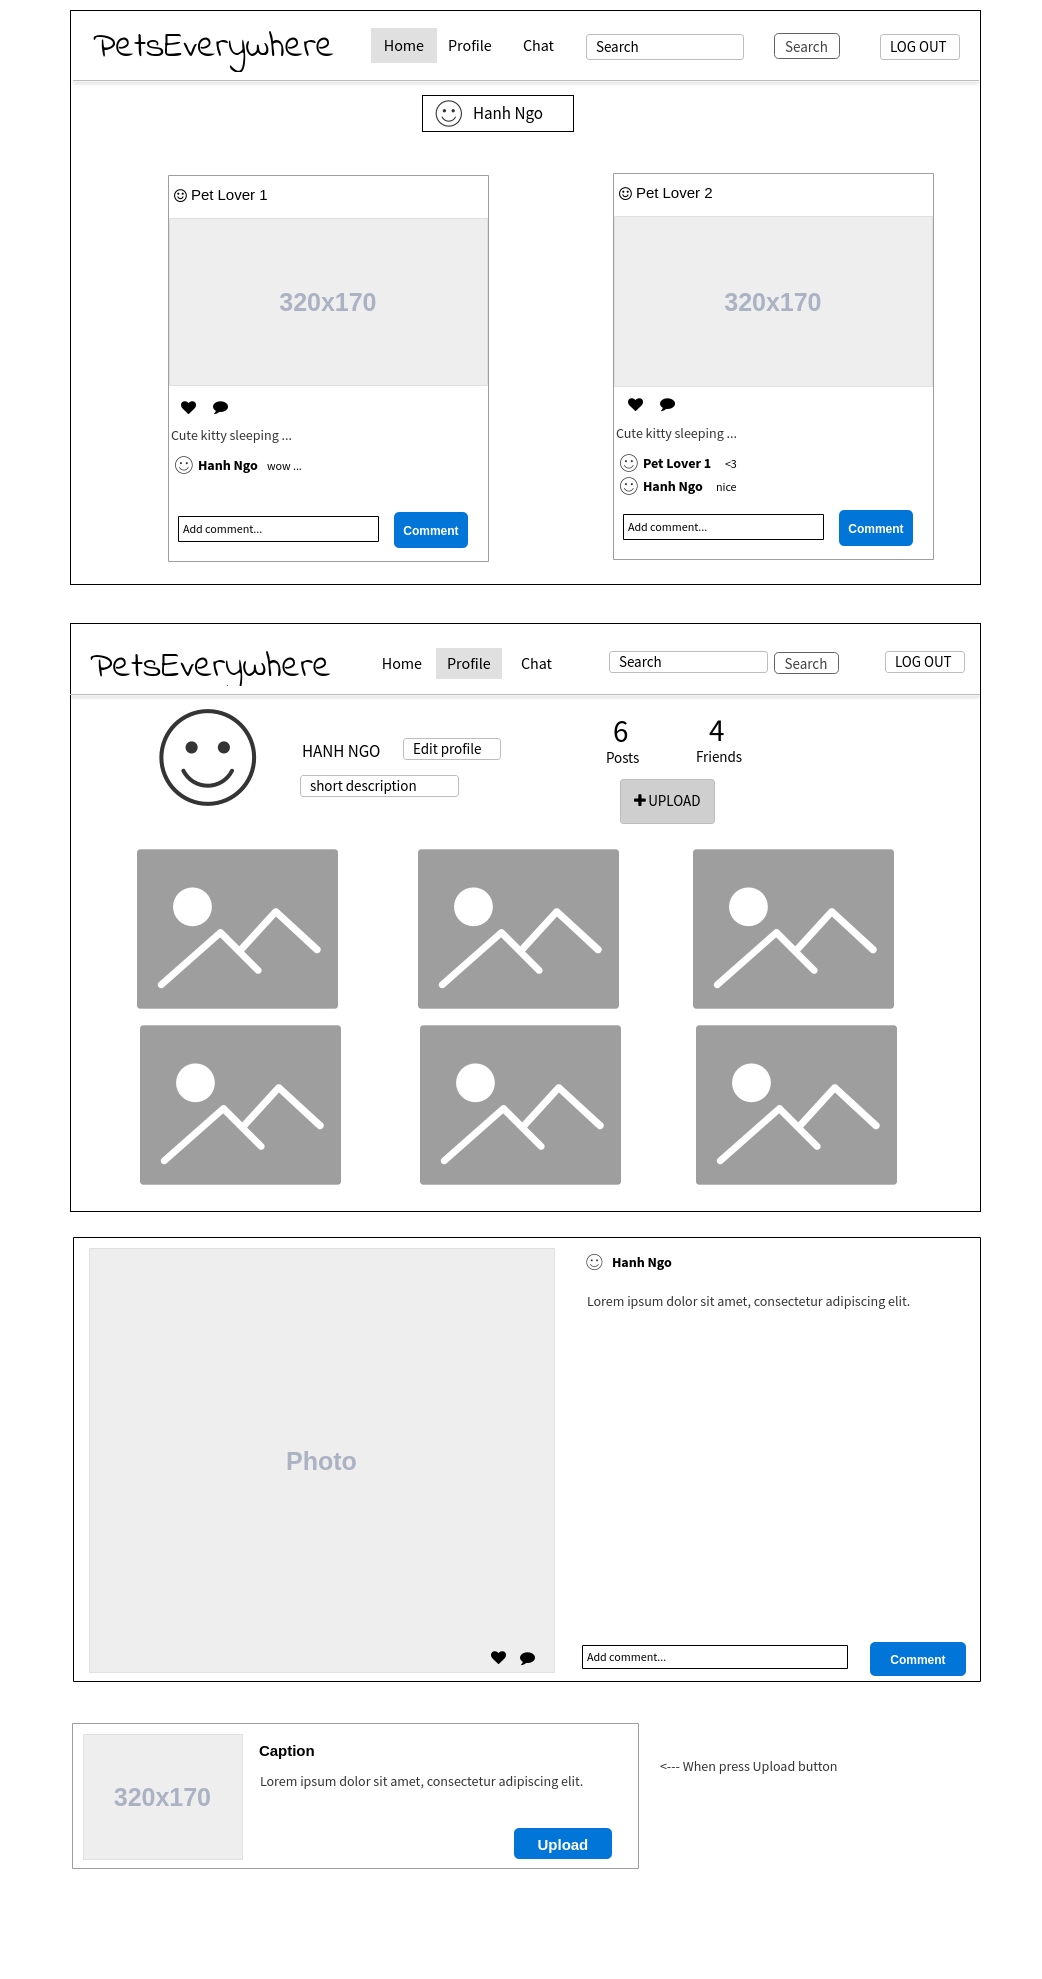 PetsEverywhere
Home Profile Chat Search Search LOG OUT
Hanh Ngo
Pet Lover 1
320x170
Cute kitty sleeping ...
Hanh Ngo wow ...
Add comment... Comment
Pet Lover 2
320x170
Cute kitty sleeping ...
Pet Lover 1 <3
Hanh Ngo nice
Add comment... Comment
PetsEverywhere
Home Profile Chat Search Search LOG OUT
HANH NGO Edit profile
short description
6 4
Posts Friends
UPLOAD
Photo
Hanh Ngo
Lorem ipsum dolor sit amet, consectetur adipiscing elit.
Add comment... Comment
320x170
Caption
Lorem ipsum dolor sit amet, consectetur adipiscing elit.
Upload
<--- When press Upload button